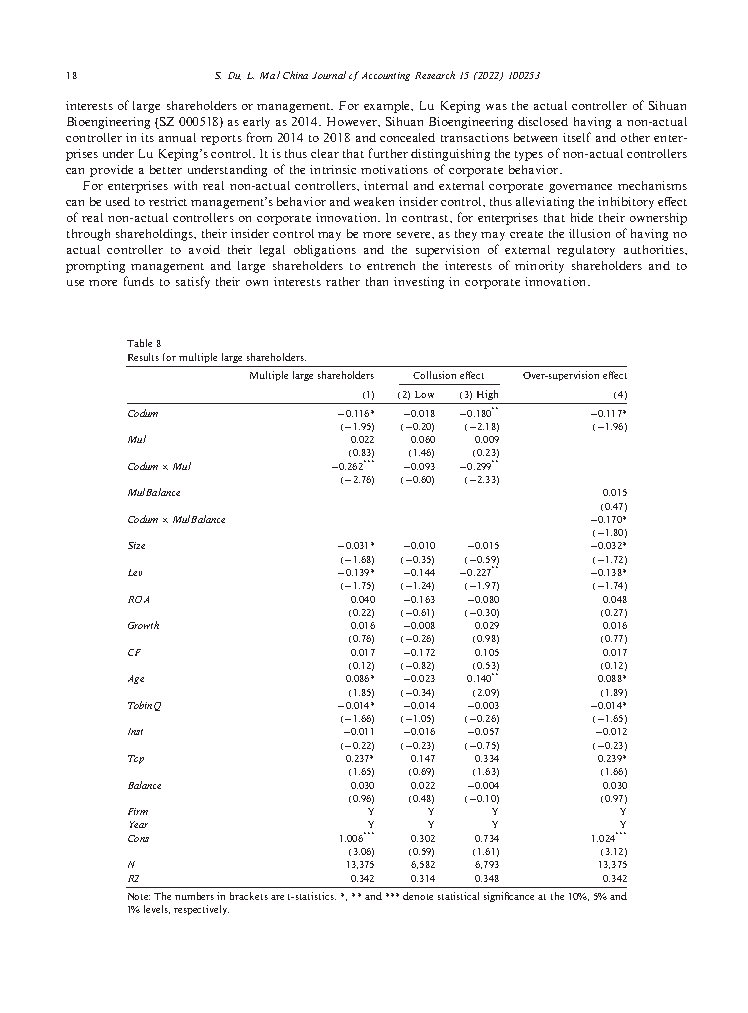 18 S. Du, L. Ma / China Journal of Accounting Research 15 (2022) 100253
interests of large shareholders or management. For example, Lu Keping was the actual controller of Sihuan
Bioengineering {SZ 000518} as early as 2014. However, Sihuan Bioengineering disclosed having a non-actual
controller in its annual reports from 2014 to 2018 and concealed transactions between itself and other enter-
prises under Lu Keping's control. It is thus clear that further distinguishing the types of non-actual controllers
can provide a better understanding of the intrinsic motivations of corporate behavior.
For enterprises with real non-actual controllers, internal and external corporate governance mechanisms
can be used to restrict management's behavior and weaken insider control, thus alleviating the inhibitory effect
of real non-actual controllers on corporate innovation. In contrast, for enterprises that hide their ownership
through shareholdings, their insider control may be more severe, as they may create the illusion of having no
actual controller to avoid their legal obligations and the supervision of external regulatory authorities,
prompting management and large shareholders to entrench the interests of minority shareholders and to
use more funds to satisfy their own interests rather than investing in corporate innovation.
Table 8
Results for multiple large shareholders.
Multiple large shareholders Collusion effect Over-supervision effect
(1) (2) Low (3) High (4)
Codum −0.116* −0.018 −0.180** −0.117*
(−1.95) (−0.20) (−2.18) (−1.96)
Mul 0.022 0.060 0.009
(0.83) (1.46) (0.23)
Codum × Mul −0.262*** −0.093 −0.299**
(−2.76) (−0.60) (−2.33)
MulBalance 0.015
(0.47)
Codum × MulBalance −0.170*
(−1.80)
Size −0.031* −0.010 −0.015 −0.032*
(−1.68) (−0.35) (−0.59) (−1.72)
Lev −0.139* −0.144 −0.227** −0.138*
(−1.75) (−1.24) (−1.97) (−1.74)
ROA 0.040 −0.163 −0.080 0.048
(0.22) (−0.61) (−0.30) (0.27)
Growth 0.016 −0.008 0.029 0.016
(0.76) (−0.26) (0.98) (0.77)
CF 0.017 −0.172 0.105 0.017
(0.12) (−0.82) (0.53) (0.12)
Age 0.086* −0.023 0.140** 0.088*
(1.85) (−0.34) (2.09) (1.89)
TobinQ −0.014* −0.014 −0.003 −0.014*
(−1.66) (−1.05) (−0.26) (−1.65)
Inst −0.011 −0.016 −0.057 −0.012
(−0.22) (−0.23) (−0.75) (−0.23)
Top 0.237* 0.147 0.334 0.239*
(1.65) (0.69) (1.63) (1.66)
Balance 0.030 0.022 −0.004 0.030
(0.96) (0.48) (−0.10) (0.97)
Firm Y Y Y Y
Year Y Y Y Y
Cons 1.006*** 0.302 0.734 1.024***
(3.06) (0.59) (1.61) (3.12)
N 13,375 6,582 6,793 13,375
R2 0.342 0.314 0.348 0.342
Note: The numbers in brackets are t-statistics. *, ** and *** denote statistical significance at the 10%, 5% and
1% levels, respectively.